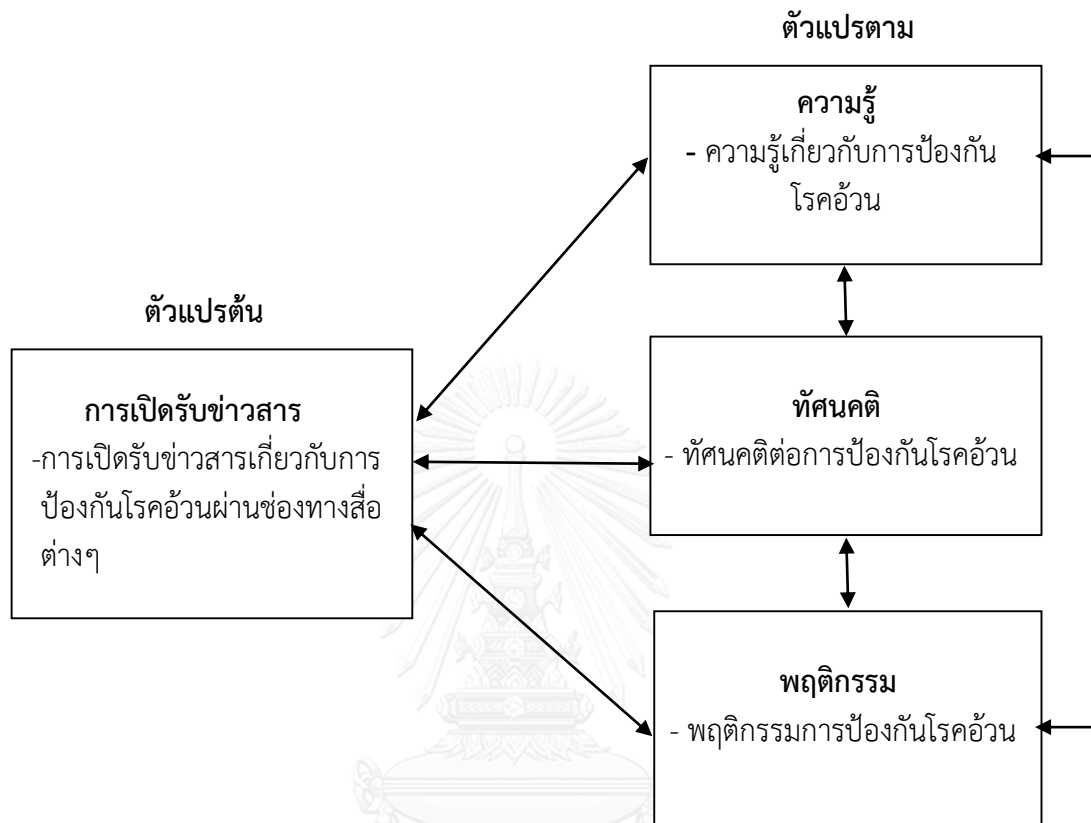 ตัวแปรตาม
ความรู้
- ความรู้เกี่ยวกับการป้องกัน
โรคอ้วน
ตัวแปรต้น
การเปิดรับข่าวสาร
-การเปิดรับข่าวสารเกี่ยวกับการ
ป้องกันโรคอ้วนผ่านช่องทางสื่อ
ต่างๆ
ทัศนคติ
- ทัศนคติต่อการป้องกันโรคอ้วน
พฤติกรรม
- พฤติกรรมการป้องกันโรคอ้วน